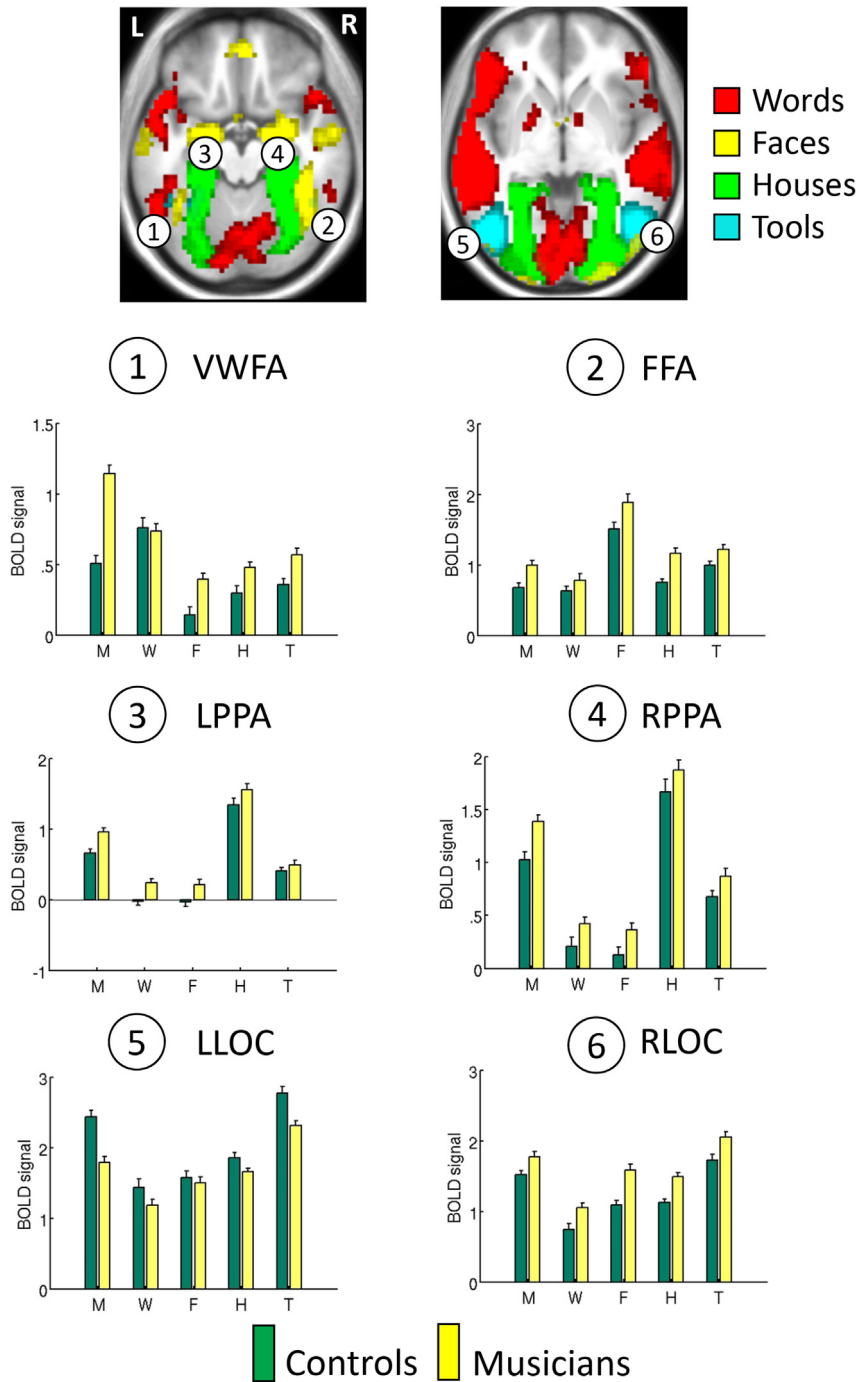 L R
3 4
1 2
5 6
Words
Faces
Houses
Tools
1 VWFA
2 FFA
1.5
1
.5
0
BOLD signal
M W F H T
3
2
1
0
BOLD signal
M W F H T
3 LPPA
4 RPPA
2
1
0
-1
BOLD signal
M W F H T
2
1.5
1
.5
0
BOLD signal
M W F H T
5 LLOC
6 RLOC
3
2
1
0
BOLD signal
M W F H T
3
2
1
0
BOLD signal
M W F H T
Controls Musicians